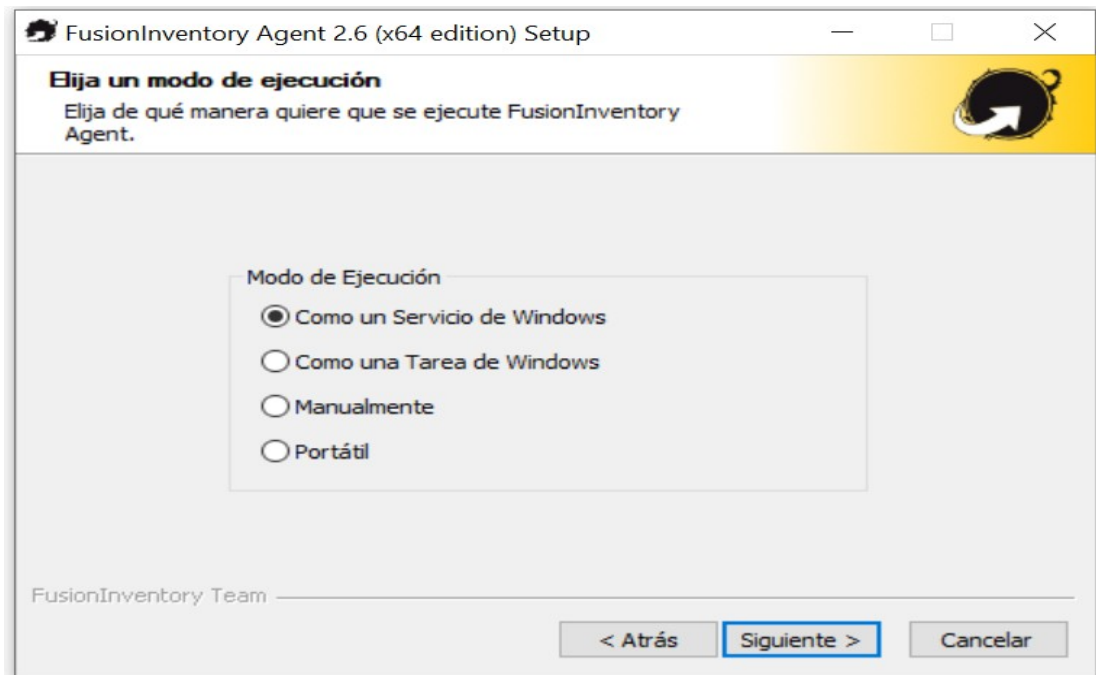 FusionInventory Agent 2.6 (x64 edition) Setup
Elija un modo de ejecución
Elija de qué manera quiere que se ejecute FusionInventory
Agent.
Modo de Ejecución
Como un Servicio de Windows
Como una Tarea de Windows
Manualmente
Portátil
FusionInventory Team
< Atrás
Siguiente >
Cancelar